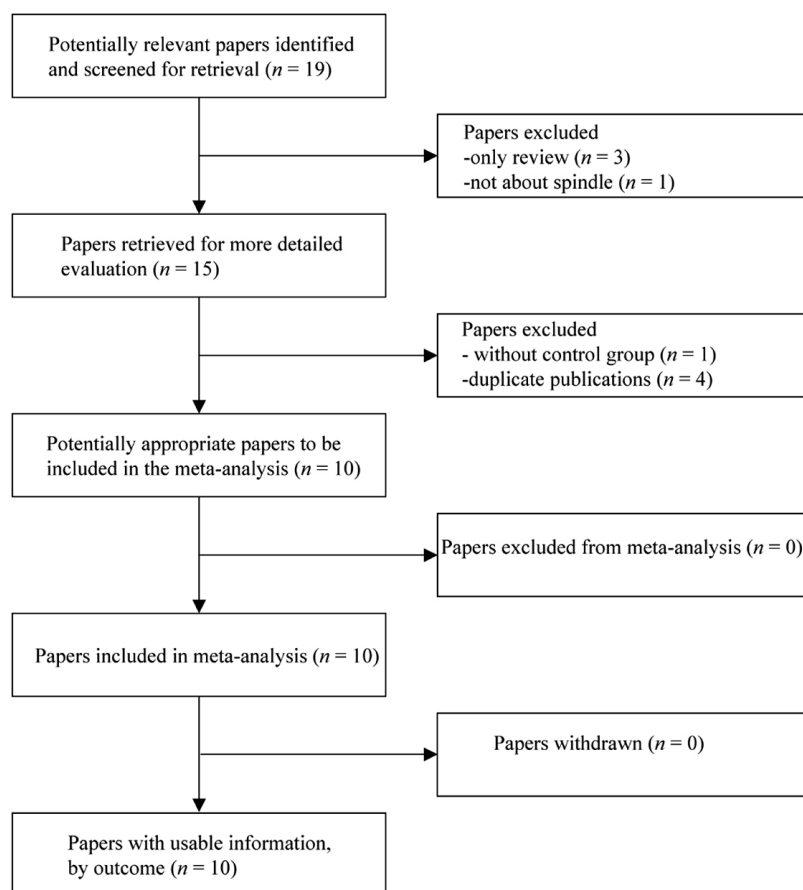 Potentially relevant papers identified
and screened for retrieval (n = 19)
Papers excluded
-only review (n = 3)
-not about spindle (n = 1)
Papers retrieved for more detailed
evaluation (n = 15)
Papers excluded
- without control group (n = 1)
-duplicate publications (n = 4)
Potentially appropriate papers to be
included in the meta-analysis (n = 10)
Papers excluded from meta-analysis (n = 0)
Papers included in meta-analysis (n = 10)
Papers withdrawn (n = 0)
Papers with usable information,
by outcome (n = 10)